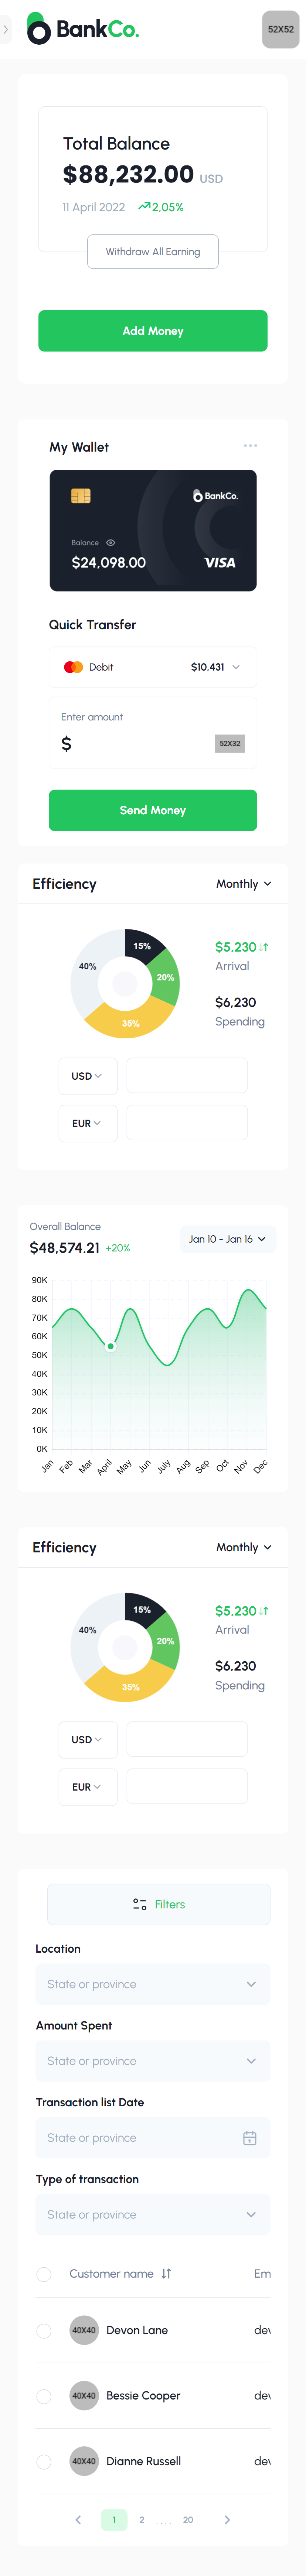 BankCo.
52X52
Total Balance
$88,232.00 USD
11 April 2022 2,05%
Withdraw All Earning
Add Money
My Wallet
BankCo.
Balance
$24,098.00
VISA
Quick Transfer
Debit $10,431
Enter amount
$
52X32
Send Money
Efficiency Monthly
15%
40%
20%
35%
$5,230
Arrival
$6,230
Spending
USD
EUR
Overall Balance
$48,574.21 +20%
Jan 10 - Jan 16
90K
80K
70K
60K
50K
40K
30K
20K
10K
0K
Jan Feb Mar April May Jun July Aug Sep Oct Nov Dec
Efficiency Monthly
15%
40%
20%
35%
$5,230
Arrival
$6,230
Spending
USD
EUR
Filters
Location
State or province
Amount Spent
State or province
Transaction list Date
State or province
1
Type of transaction
State or province
Customer name Em
40X40 Devon Lane dev
40X40 Bessie Cooper dev
40X40 Dianne Russell dev
1 2 .... 20